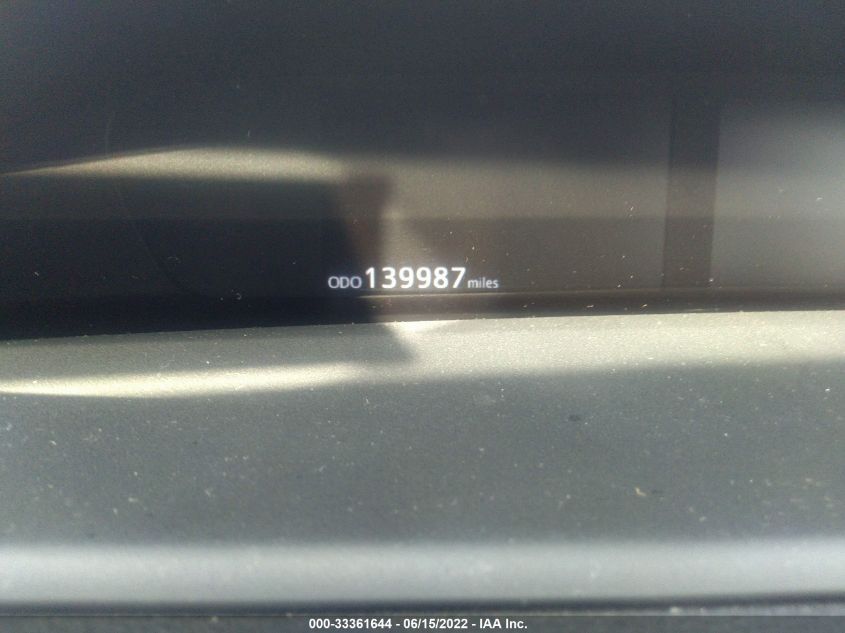 ODO 139987 miles
000-33361644 - 06/15/2022 - IAA Inc.